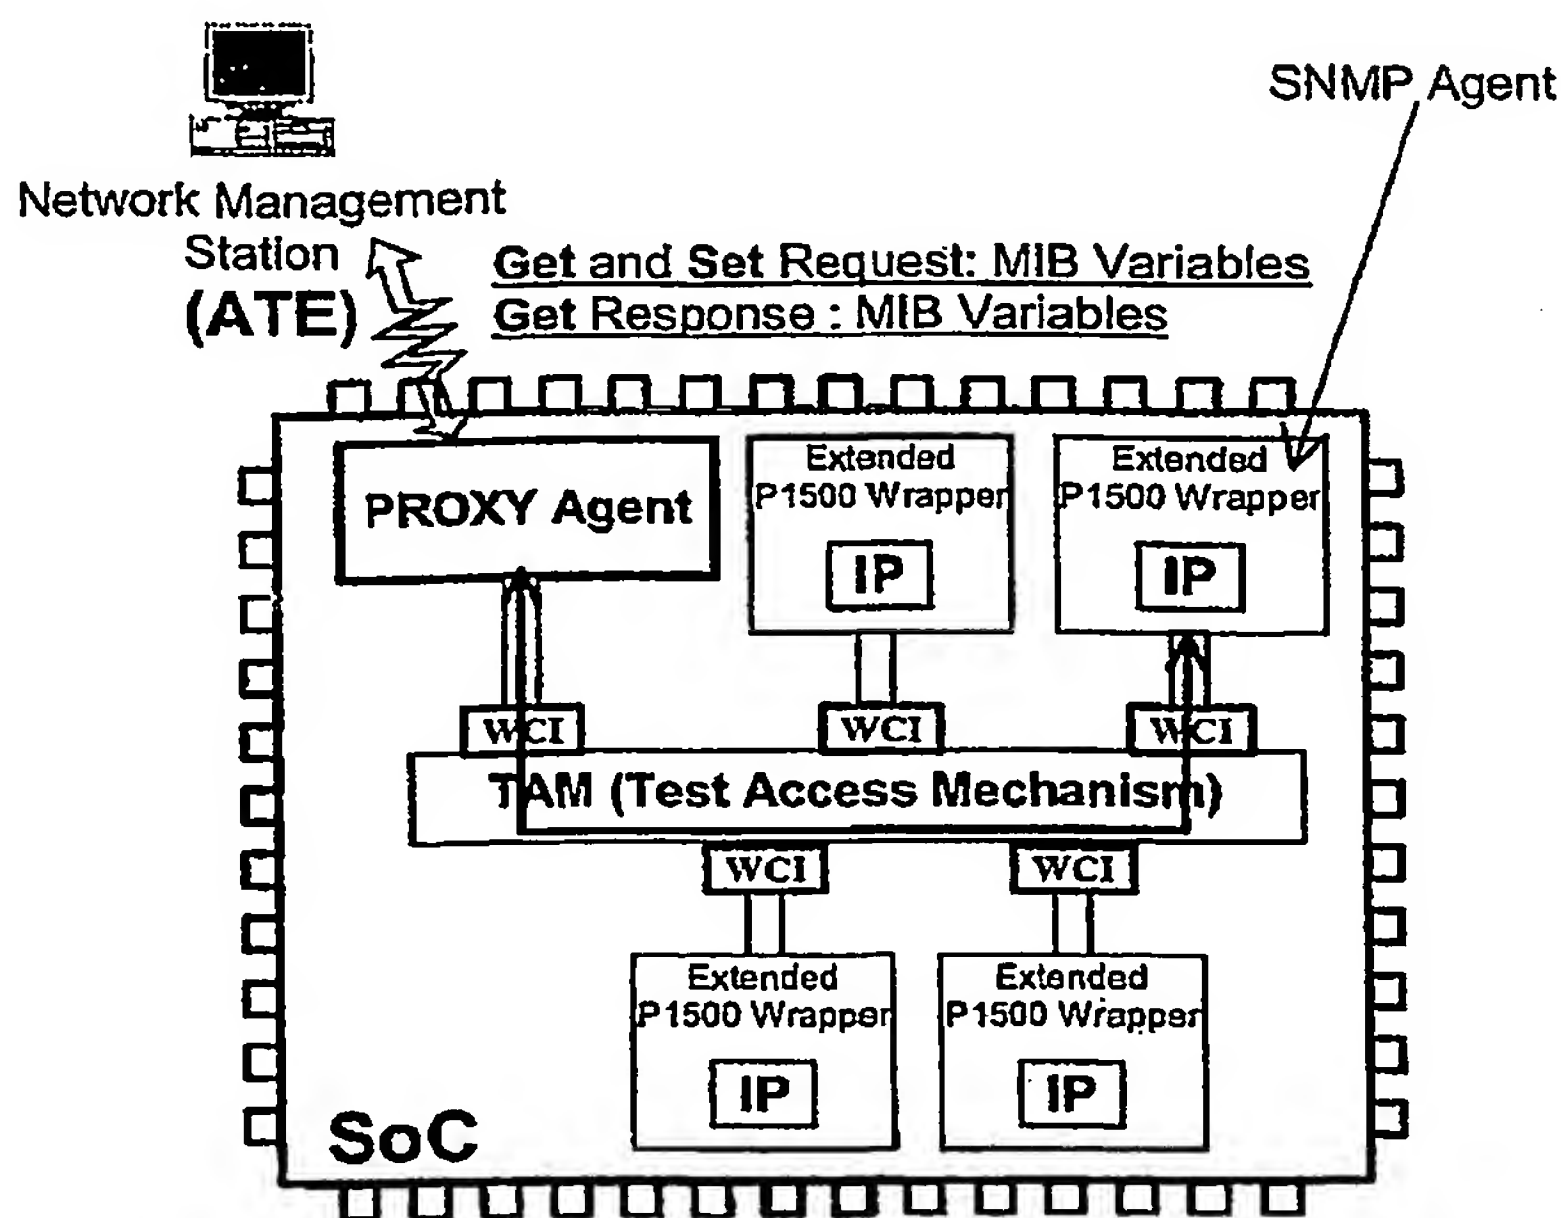 SNMP Agent
Network Management
Station
(ATE)
Get and Set Request: MIB Variables
Get Response : MIB Variables
PROXY Agent
Extended
P1500 Wrapper
IP
Extended
P1500 Wrapper
IP
WCI
WCI
WCI
TAM (Test Access Mechanism)
WCI
WCI
Extended
P1500 Wrapper
IP
Extended
P1500 Wrapper
IP
SoC